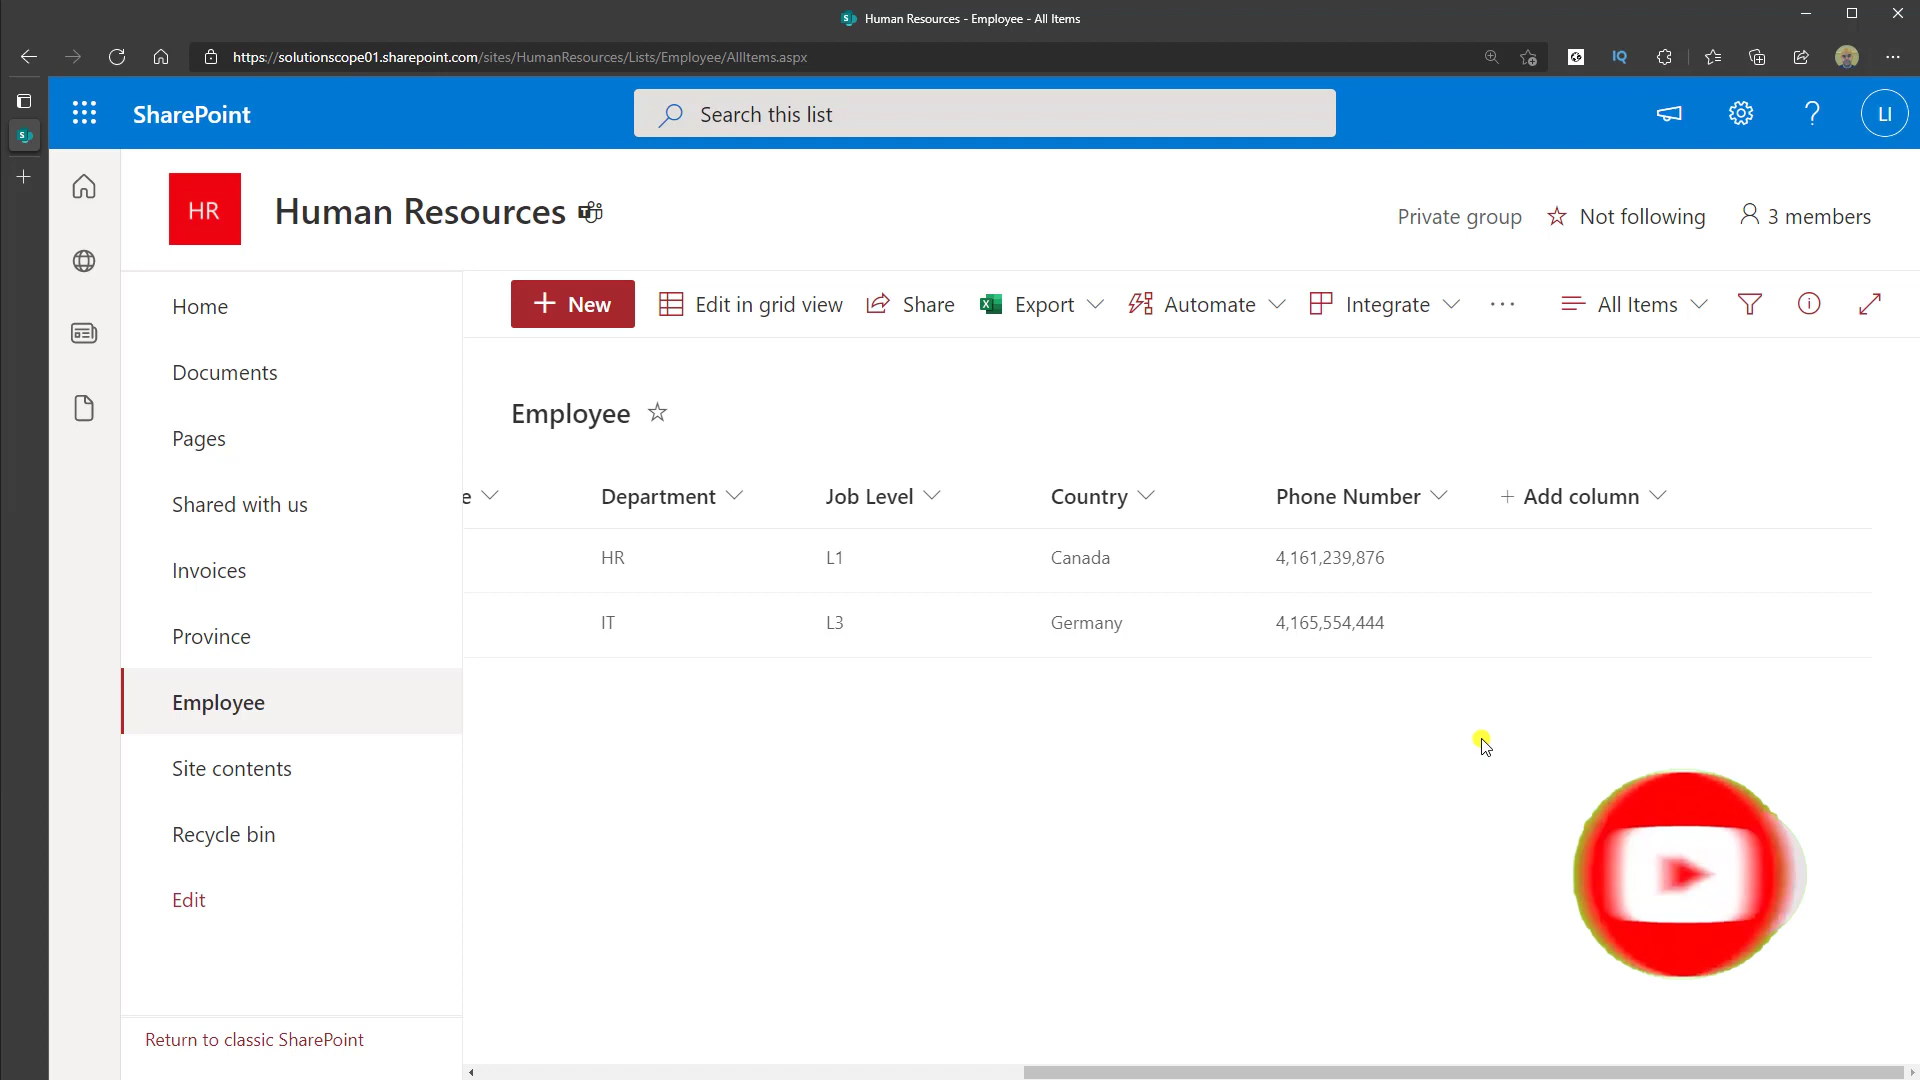 Human Resources - Employee - All Items
https://solutionscope01.sharepoint.com/sites/HumanResources/Lists/Employee/AllItems.aspx
IQ
SharePoint
Search this list
LI
HR
Human Resources
Private group
Not following
3 members
Home
Documents
Pages
Shared with us
Invoices
Province
Employee
Site contents
Recycle bin
Edit
Return to classic SharePoint
New
Edit in grid view
Share
Export
Automate
Integrate
All Items
Employee
e Department Job Level Country Phone Number + Add column
HR L1 Canada 4,161,239,876
IT L3 Germany 4,165,554,444